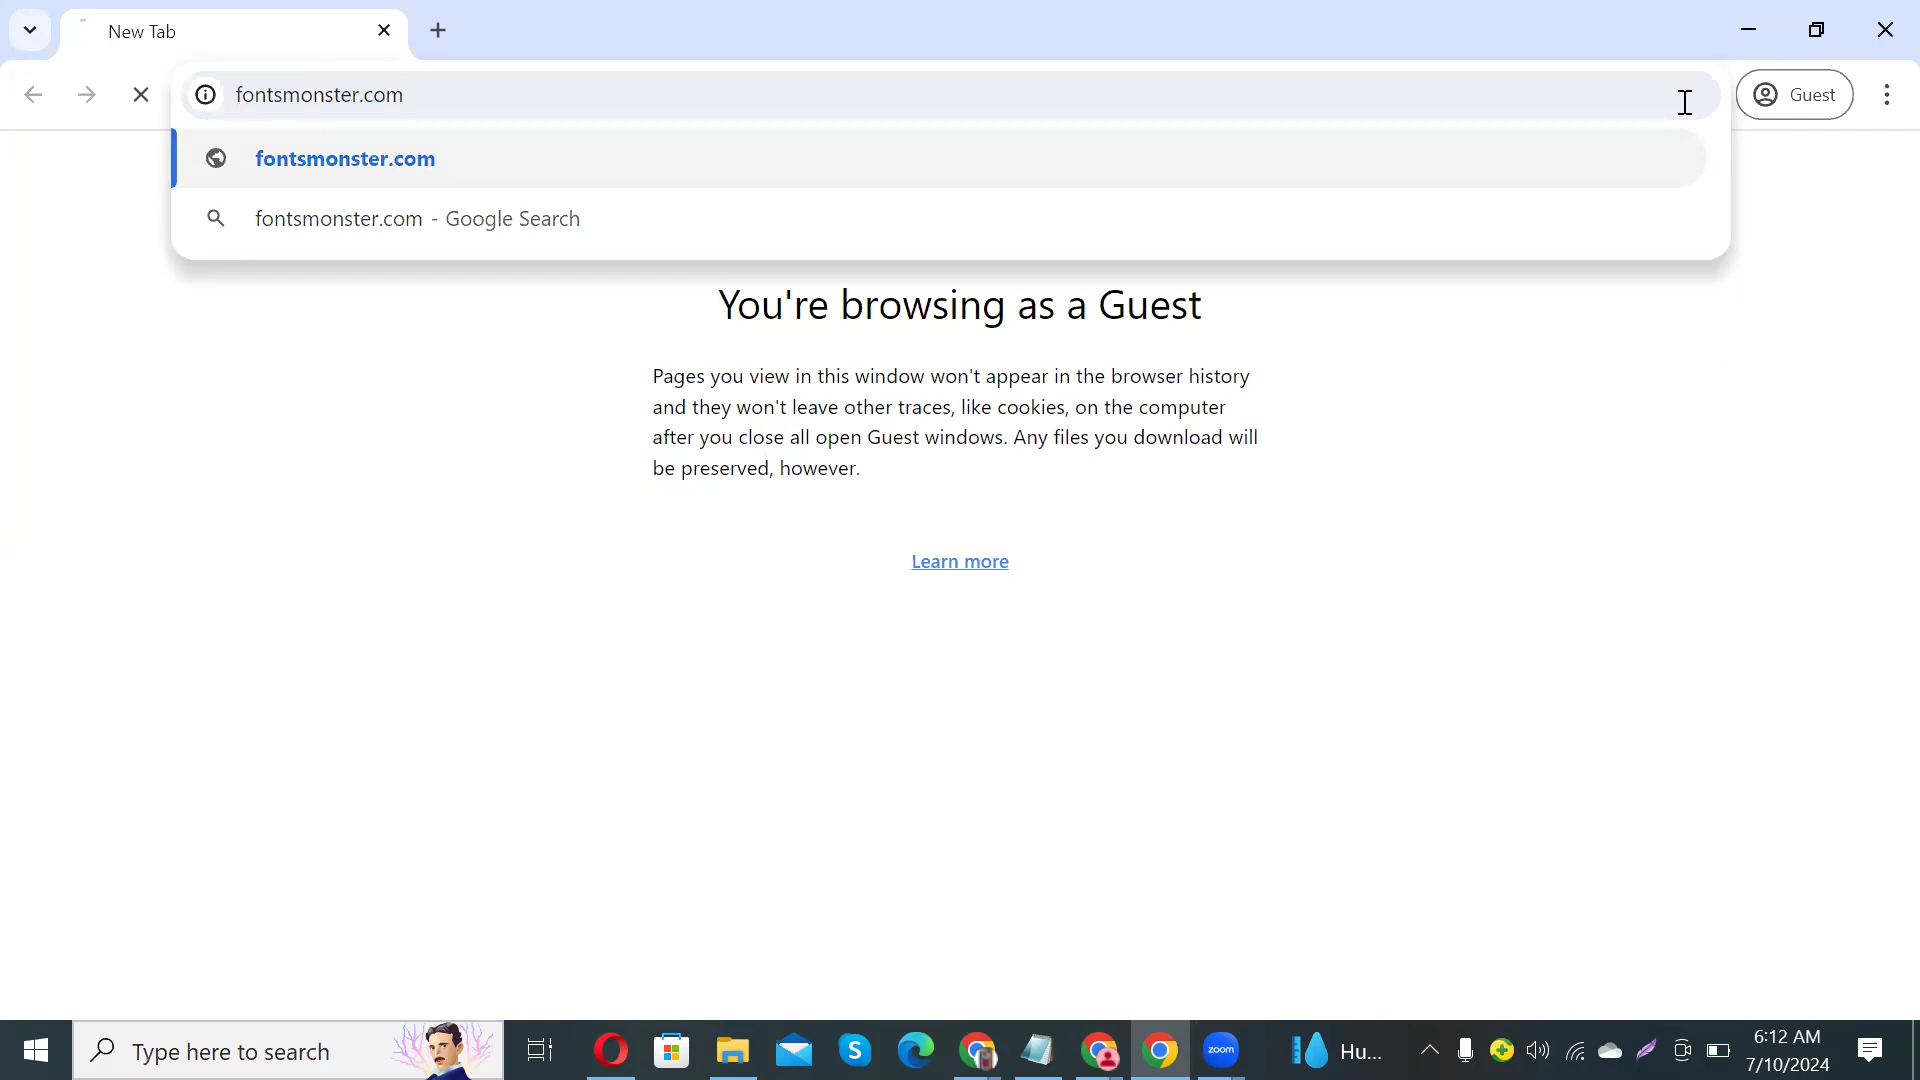 New Tab
fontsmonster.com
Guest
fontsmonster.com
fontsmonster.com - Google Search
You're browsing as a Guest
Pages you view in this window won't appear in the browser history
and they won't leave other traces, like cookies, on the computer
after you close all open Guest windows. Any files you download will
be preserved, however.
Learn more
Type here to search
S
zoom
Hu...
6:12 AM
7/10/2024